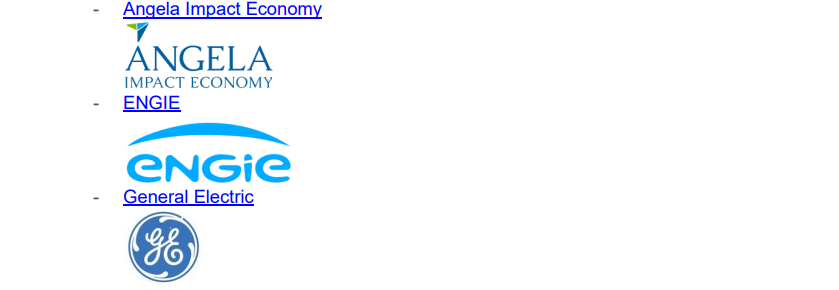 - Angela Impact Economy
ANGELA
IMPACT ECONOMY
- ENGIE
ENGIE
- General Electric
GE